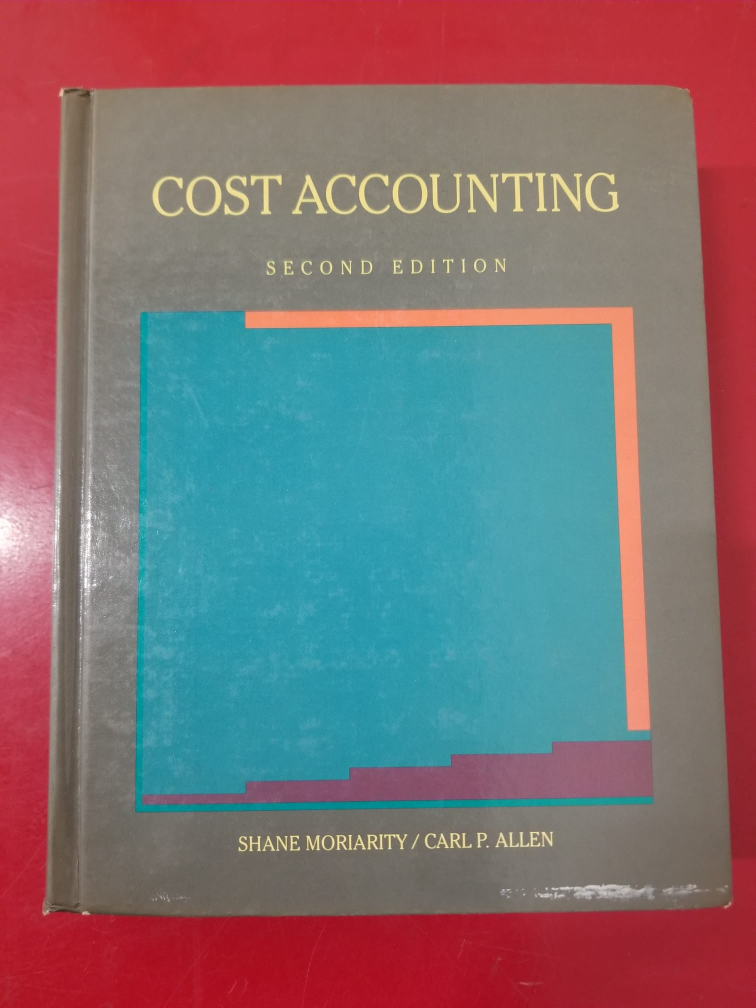 COST ACCOUNTING
SECOND EDITION
SHANE MORIARITY / CARL P. ALLEN